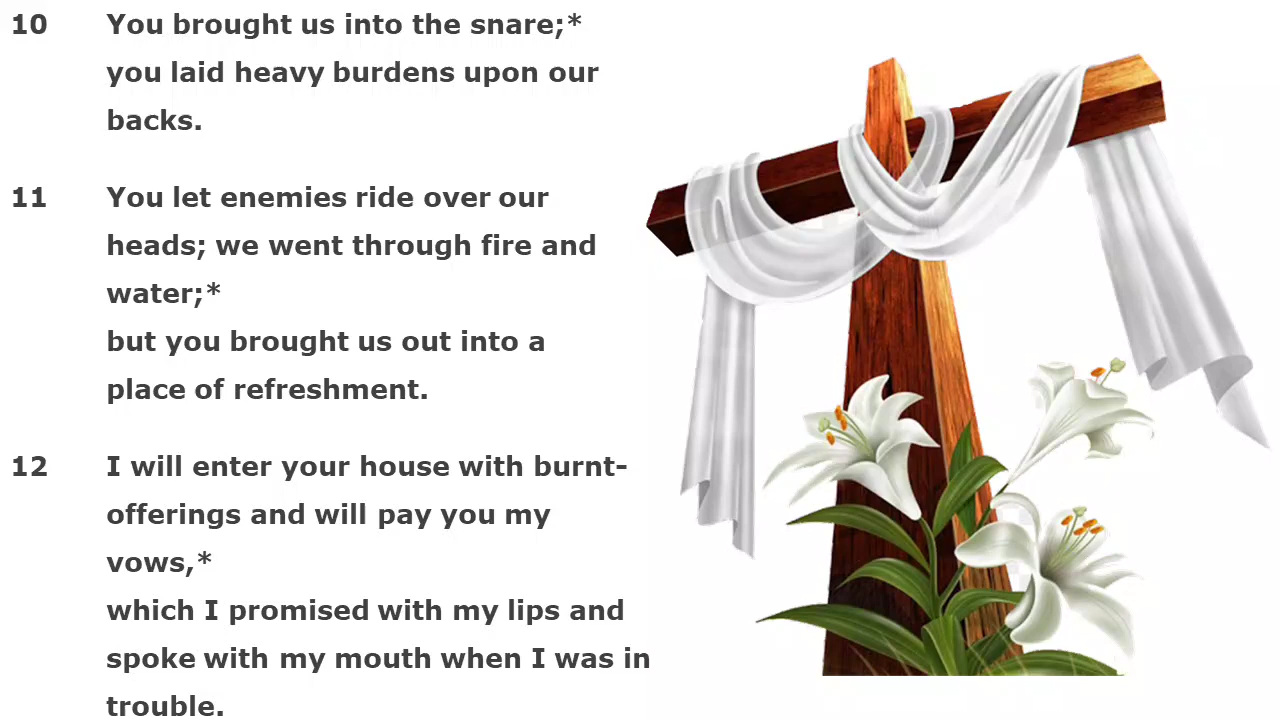 10 You brought us into the snare;*
you laid heavy burdens upon our
backs.
11 You let enemies ride over our
heads; we went through fire and
water;*
but you brought us out into a
place of refreshment.
12 I will enter your house with burnt-
offerings and will pay you my
vows,*
which I promised with my lips and
spoke with my mouth when I was in
trouble.